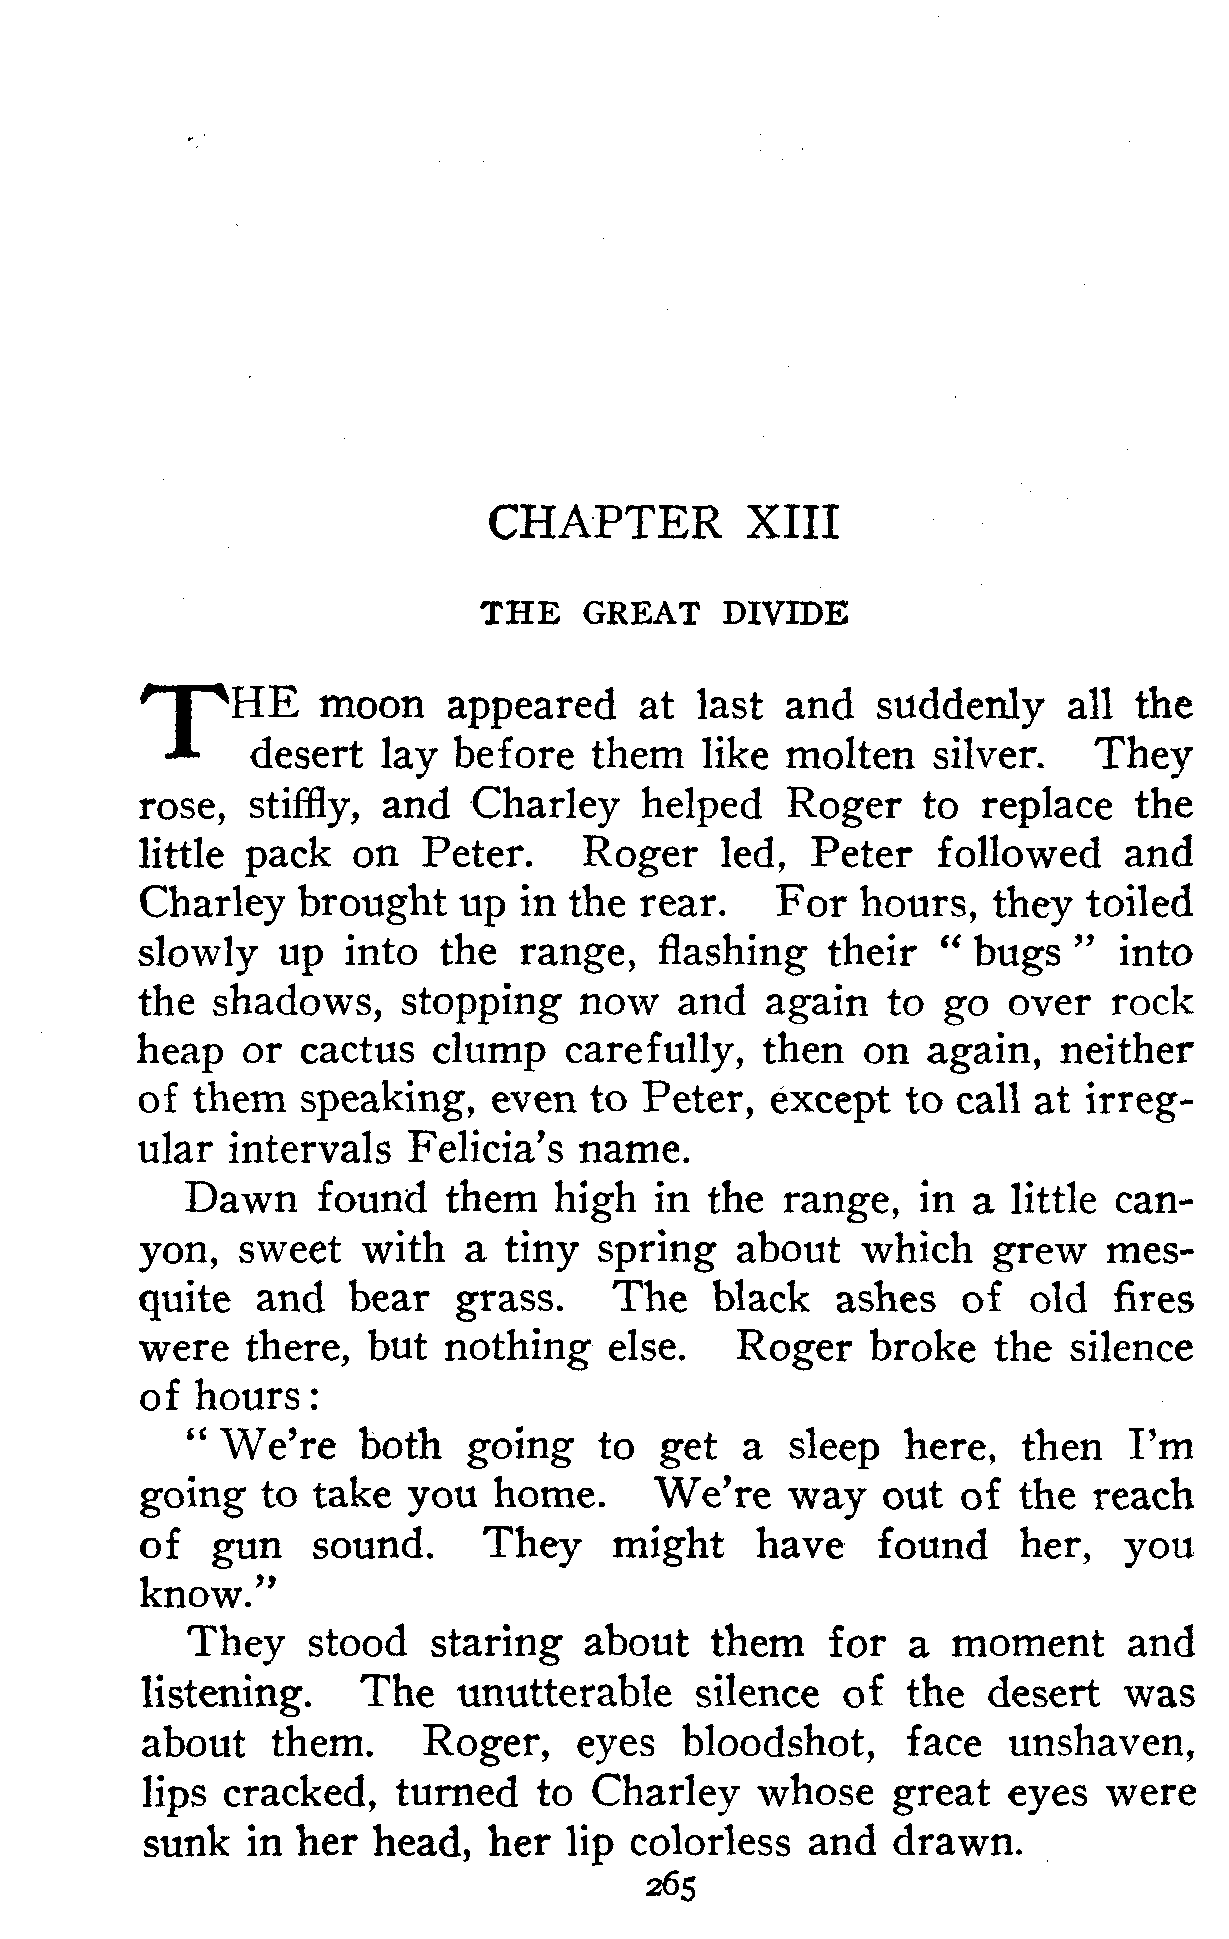 CHAPTER XIII
THE GREAT DIVIDE
THE moon appeared at last and suddenly all the
desert lay before them like molten silver. They
rose, stiffly, and Charley helped Roger to replace the
little pack on Peter. Roger led, Peter followed and
Charley brought up in the rear. For hours, they toiled
slowly up into the range, flashing their “ bugs ” into
the shadows, stopping now and again to go over rock
heap or cactus clump carefully, then on again, neither
of them speaking, even to Peter, except to call at irreg-
ular intervals Felicia’s name.
Dawn found them high in the range, in a little can-
yon, sweet with a tiny spring about which grew mes-
quite and bear grass. The black ashes of old fires
were there, but nothing else. Roger broke the silence
of hours:
“ We’re both going to get a sleep here, then I’m
going to take you home. We’re way out of the reach
of gun sound. They might have found her, you
know.”
They stood staring about them for a moment and
listening. The unutterable silence of the desert was
about them. Roger, eyes bloodshot, face unshaven,
lips cracked, turned to Charley whose great eyes were
sunk in her head, her lip colorless and drawn.
265